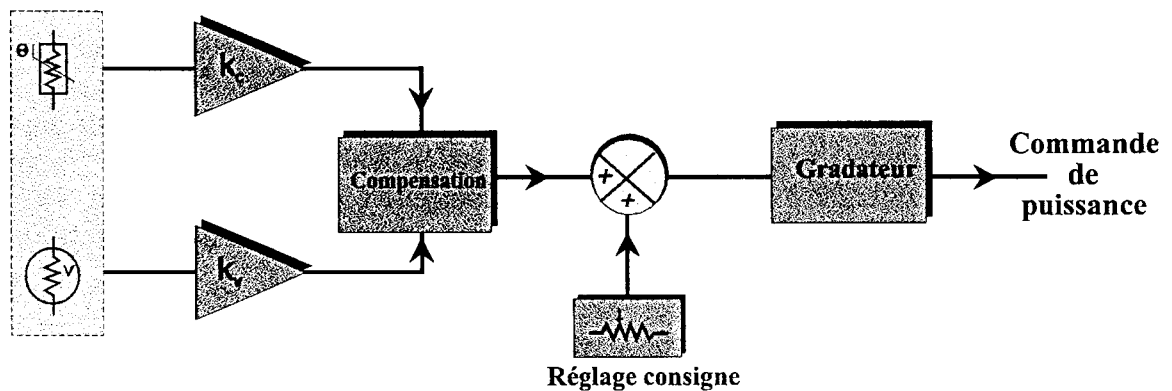 θ
Kc
Compensation
+
+
Gradateur
Commande
de
puissance
V
Kv
Réglage consigne